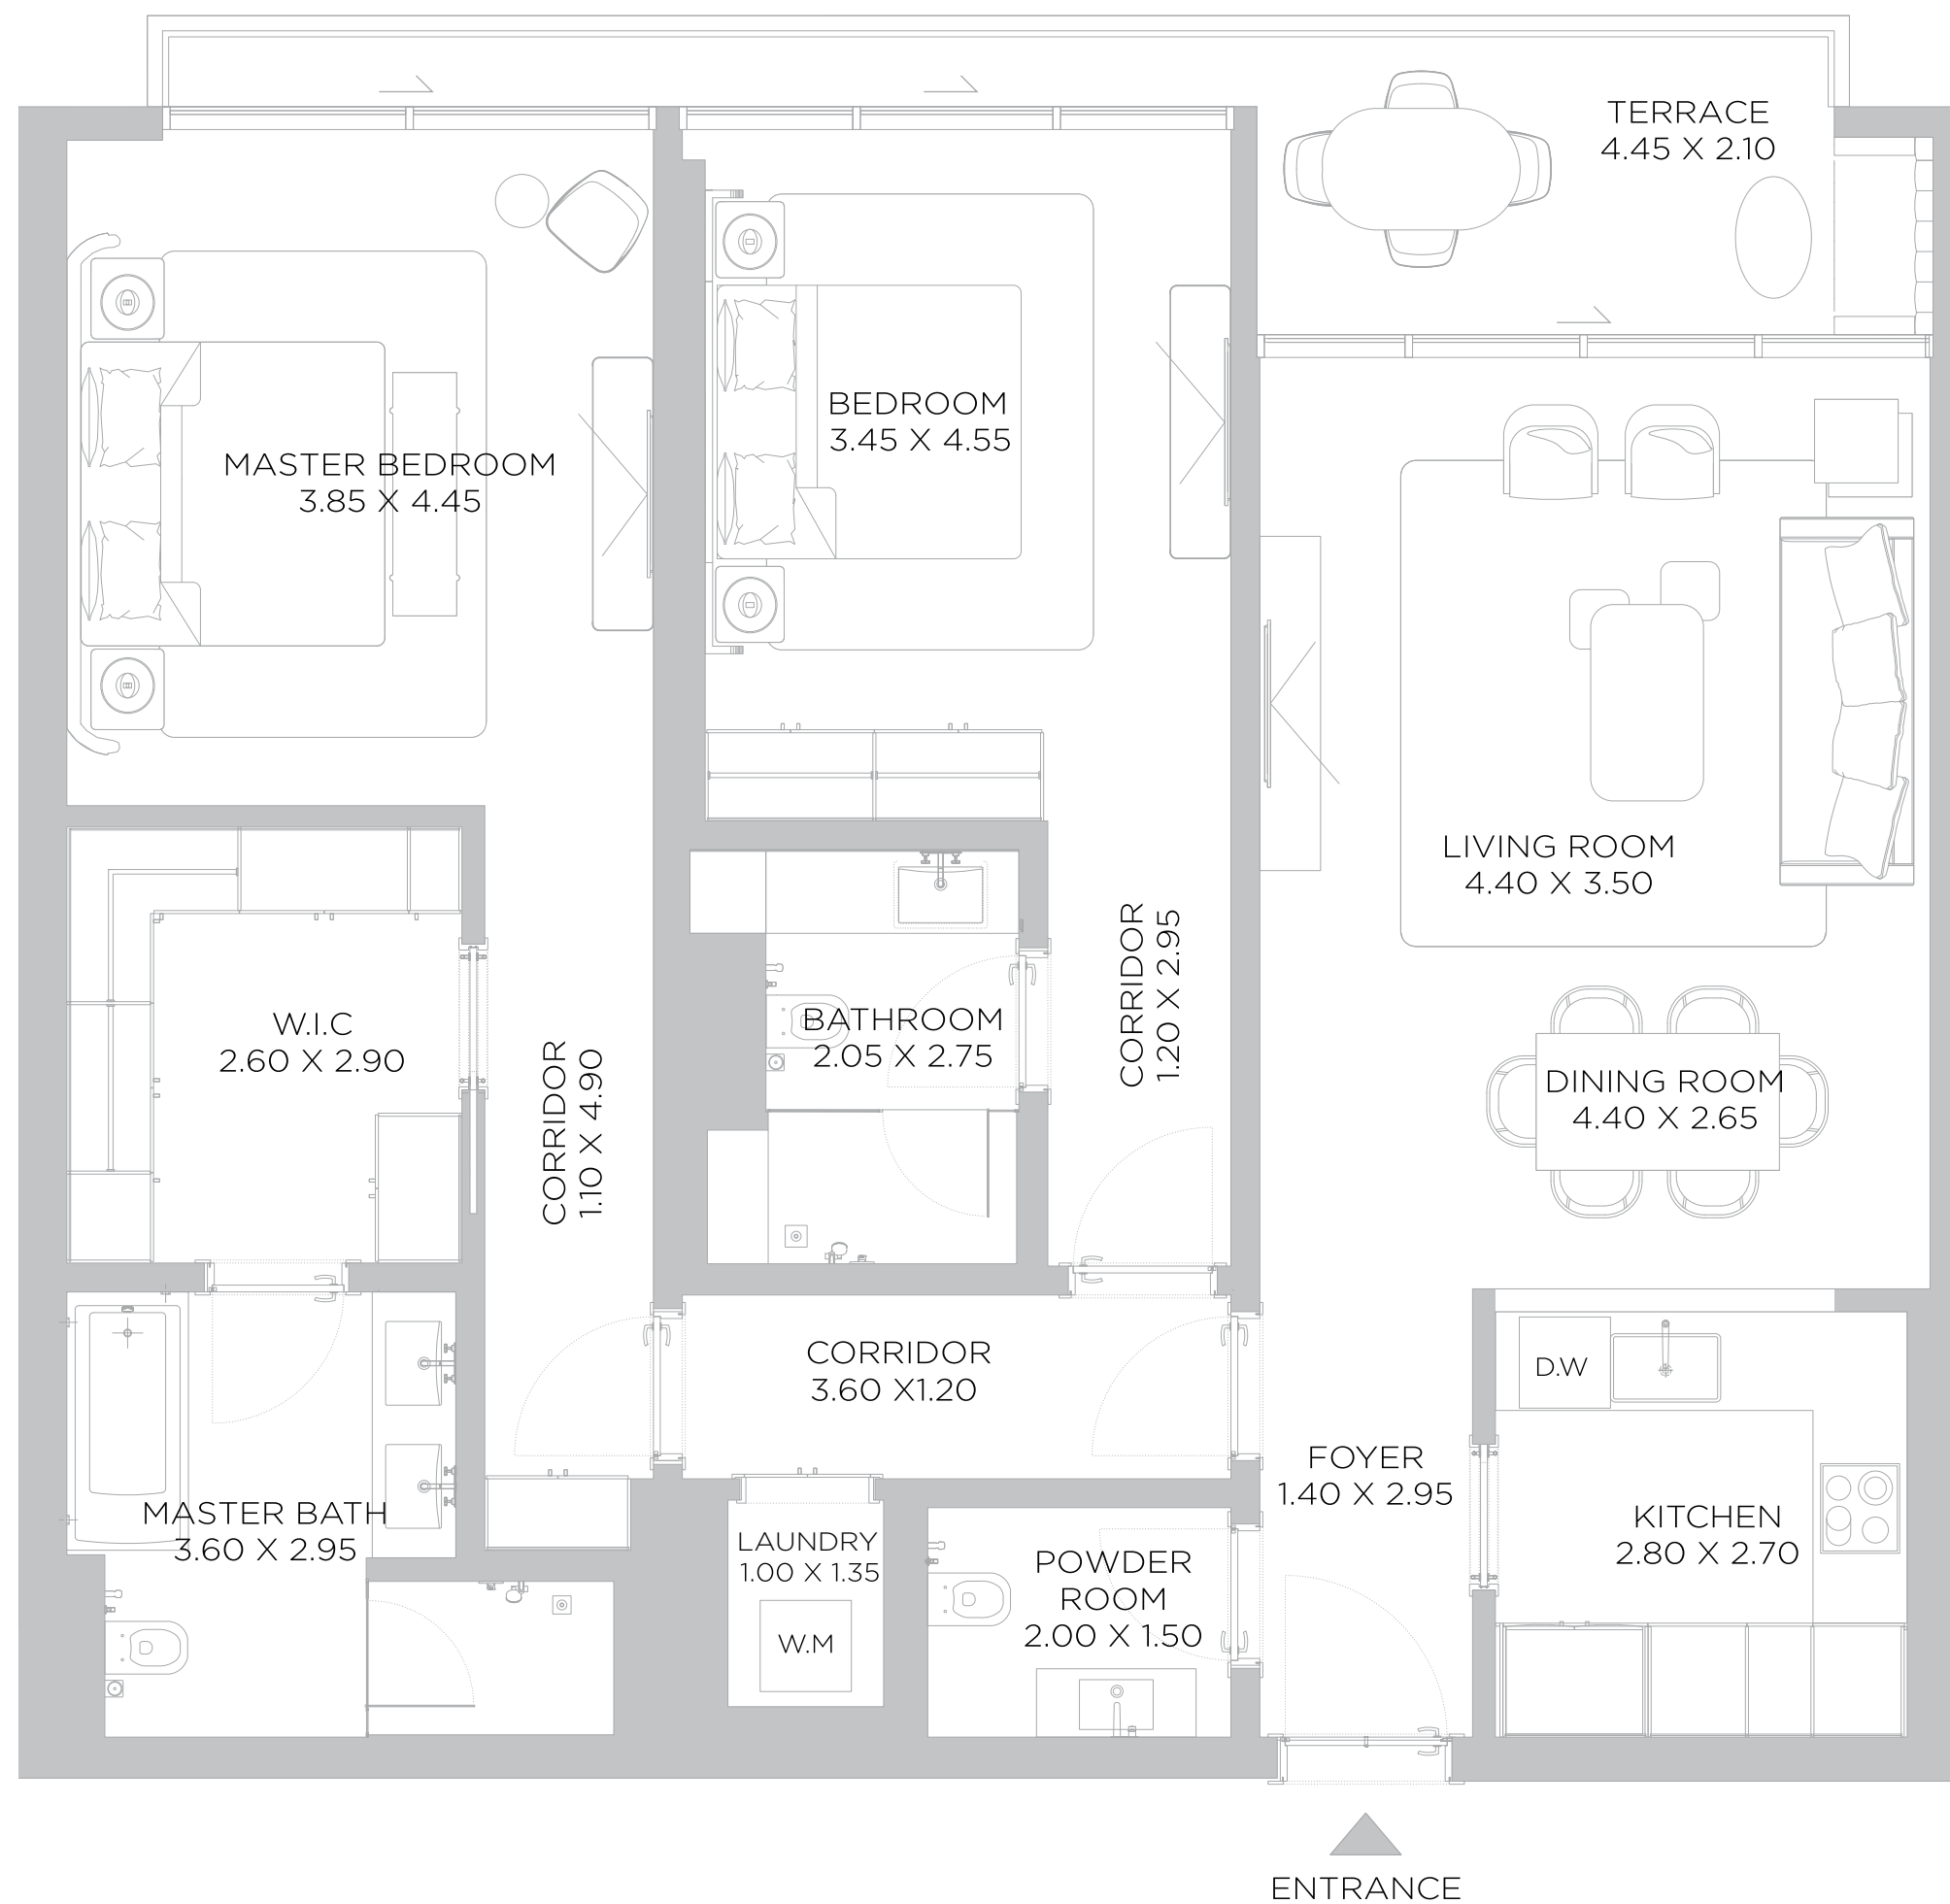 TERRACE
4.45 X 2.10
BEDROOM
3.45 X 4.55
MASTER BEDROOM
3.85 X 4.45
LIVING ROOM
4.40 X 3.50
W.I.C
2.60 X 2.90
CORRIDOR
1.10 X 4.90
BATHROOM
2.05 X 2.75
CORRIDOR
1.20 X 2.95
DINING ROOM
4.40 X 2.65
CORRIDOR
3.60 X1.20
D.W
FOYER
1.40 X 2.95
MASTER BATH
3.60 X 2.95
LAUNDRY
1.00 X 1.35
W.M
POWDER
ROOM
2.00 X 1.50
KITCHEN
2.80 X 2.70
ENTRANCE